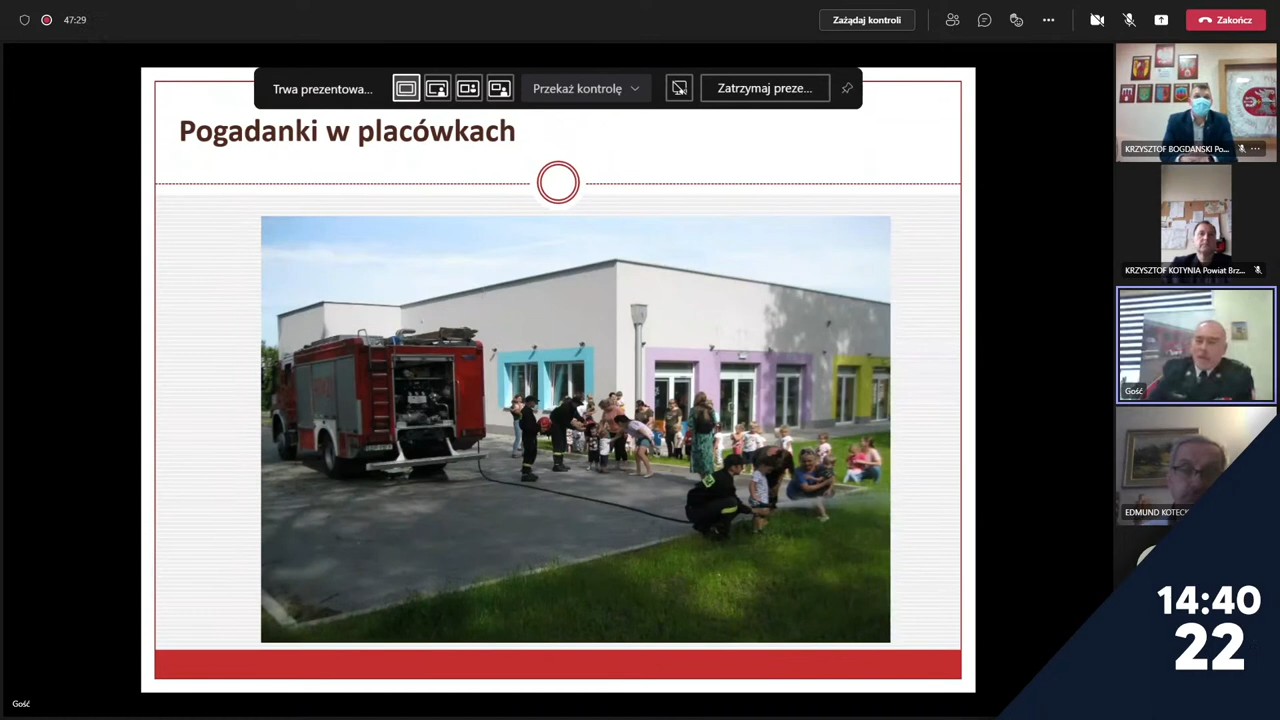 47:29
Zażądaj kontroli
Zakończ
Trwa prezentowa...
Przekaż kontrolę
Zatrzymaj preze...
Pogadanki w placówkach
KRZYSZTOF BOGDAŃSKI Po...
KRZYSZTOF KOTYNIA Powiat Brz...
Gość
EDMUND KOTEC
14:40
22
Gość